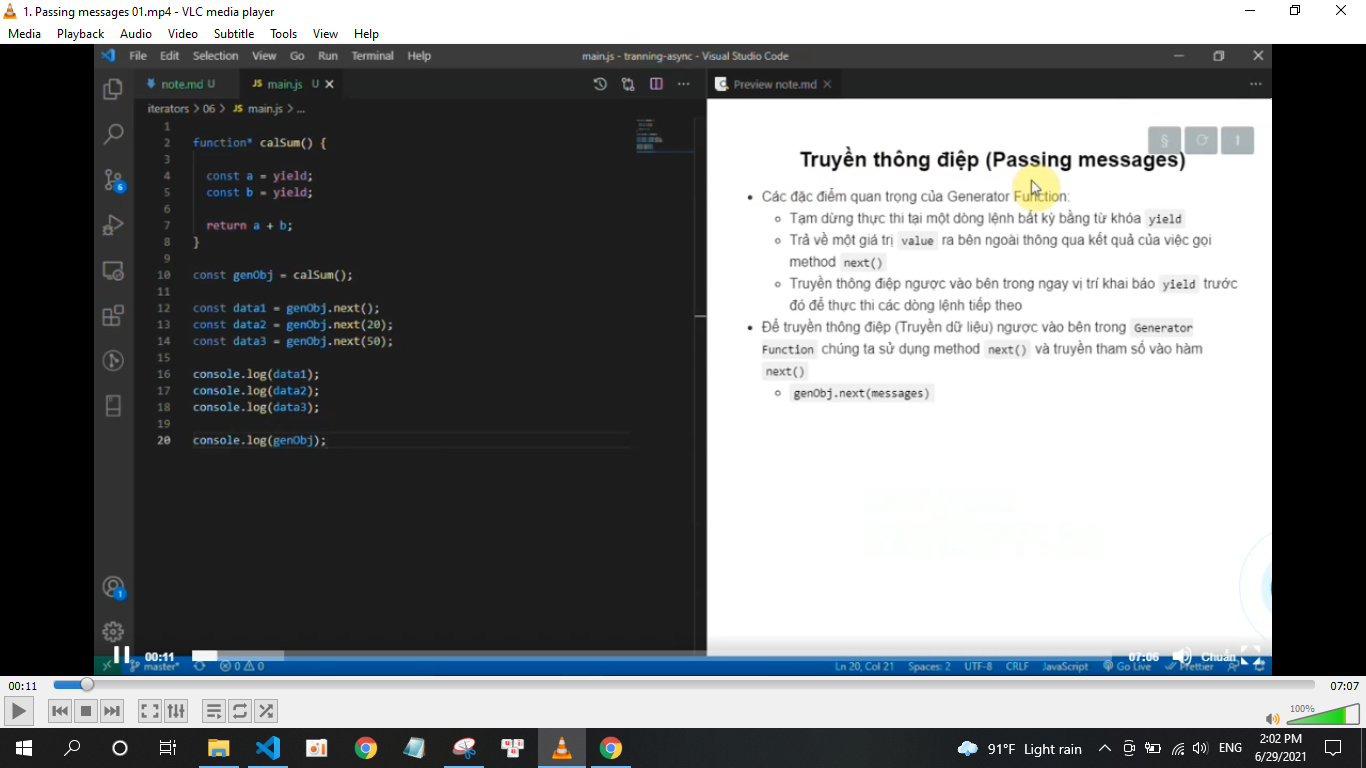 1. Passing messages 01.mp4 - VLC media player
Media Playback Audio Video Subtitle Tools View Help
File Edit Selection View Go Run Terminal Help
main.js - tranning-async - Visual Studio Code
note.md U
JS main.js U
Preview note.md
iterators > 06 > JS main.js > ...
1
2 function* calSum() {
3
4 const a = yield;
5 const b = yield;
6
7 return a + b;
8 }
9
10 const genObj = calSum();
11
12 const data1 = genObj.next();
13 const data2 = genObj.next(20);
14 const data3 = genObj.next(50);
15
16 console.log(data1);
17 console.log(data2);
18 console.log(data3);
19
20 console.log(genObj);
6
1
§
Truyền thông điệp (Passing messages)
• Các đặc điểm quan trọng của Generator Function:
Tạm dừng thực thi tại một dòng lệnh bất kỳ bằng từ khóa yield
Trả về một giá trị value ra bên ngoài thông qua kết quả của việc gọi
method next()
Truyền thông điệp ngược vào bên trong ngay vị trí khai báo yield trước
đó để thực thi các dòng lệnh tiếp theo
• Để truyền thông điệp (Truyền dữ liệu) ngược vào bên trong Generator
Function chúng ta sử dụng method next() và truyền tham số vào hàm
next()
genObj.next(messages)
00:11
07:06
Chuẩn
master* 0 0
Ln 20, Col 21 Spaces: 2 UTF-8 CRLF JavaScript Go Live Prettier
00:11
07:07
100%
91°F Light rain
ENG
2:02 PM
6/29/2021